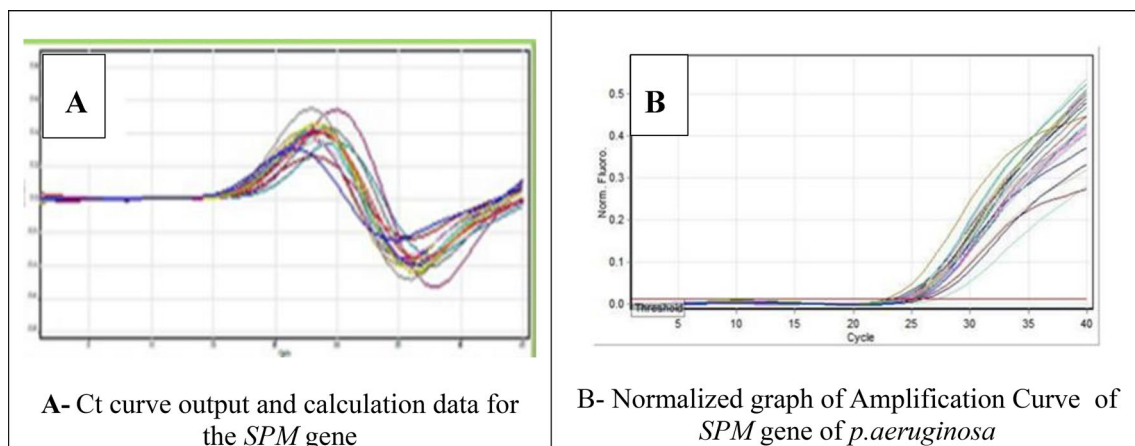 A
B
0.5
0.4
0.3
0.2
0.1
0.0
Norm. Fluoro.
Threshold
5 10 15 20 25 30 35 40
Cycle
A- Ct curve output and calculation data for
the SPM gene
B- Normalized graph of Amplification Curve of
SPM gene of p.aeruginosa